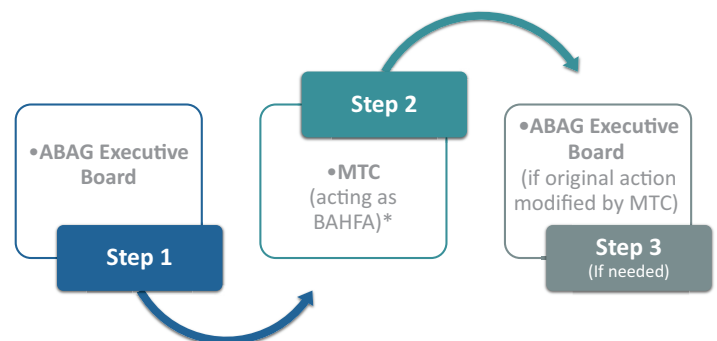 •ABAG Executive
Board
Step 1
Step 2
•MTC
(acting as
BAHFA)*
•ABAG Executive
Board
(if original action
modified by MTC)
Step 3
(If needed)